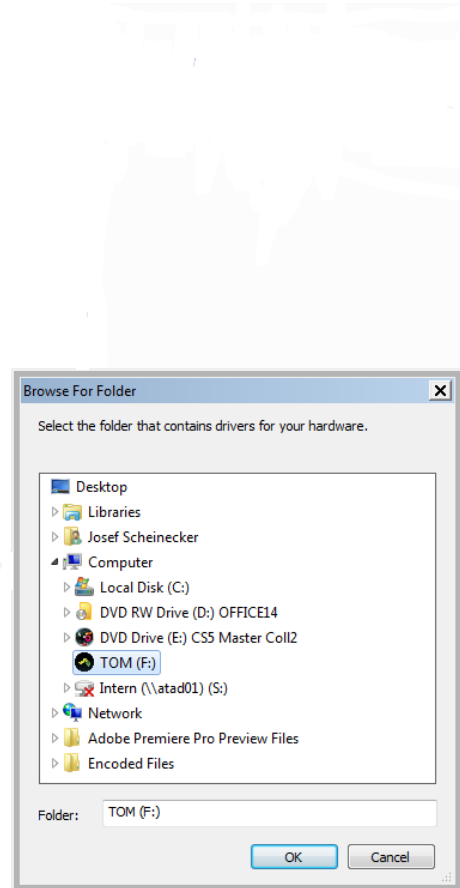 Browse For Folder
Select the folder that contains drivers for your hardware.
Desktop
Libraries
Josef Scheinecker
Computer
Local Disk (C:)
DVD RW Drive (D:) OFFICE14
DVD Drive (E:) CS5 Master Coll2
TOM (F:)
Intern (\\atad01) (S:)
Network
Adobe Premiere Pro Preview Files
Encoded Files
Folder: TOM (F:)
OK Cancel